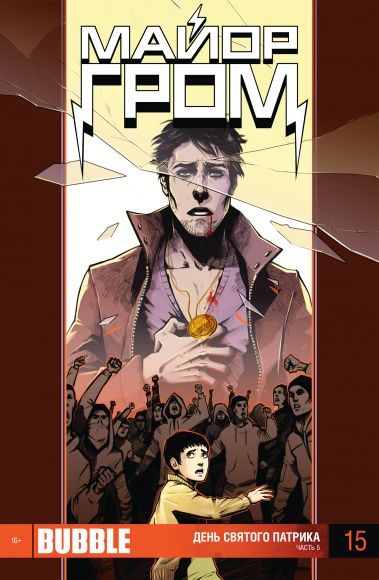 МАЙОР
ГРОМ
16+
BUBBLE
ДЕНЬ СВЯТОГО ПАТРИКА
ЧАСТЬ 5
15